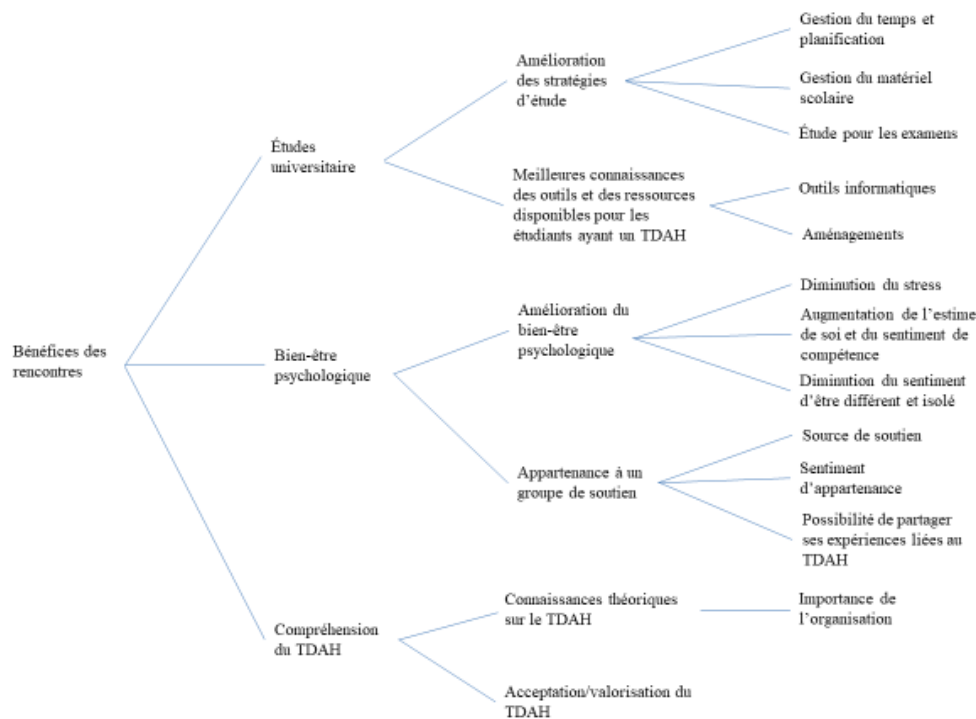 Bénéfices des
rencontres
Études
universitaire
Amélioration
des stratégies
d'étude
Gestion du temps et
planification
Gestion du matériel
scolaire
Étude pour les examens
Meilleures connaissances
des outils et des ressources
disponibles pour les
étudiants ayant un TDAH
Outils informatiques
Aménagements
Bien-être
psychologique
Amélioration du
bien-être
psychologique
Diminution du stress
Augmentation de l'estime
de soi et du sentiment de
compétence
Diminution du sentiment
d'être différent et isolé
Appartenance à un
groupe de soutien
Source de soutien
Sentiment
d'appartenance
Possibilité de partager
ses expériences liées au
TDAH
Compréhension
du TDAH
Connaissances théoriques
sur le TDAH
Importance de
l'organisation
Acceptation/valorisation du
TDAH